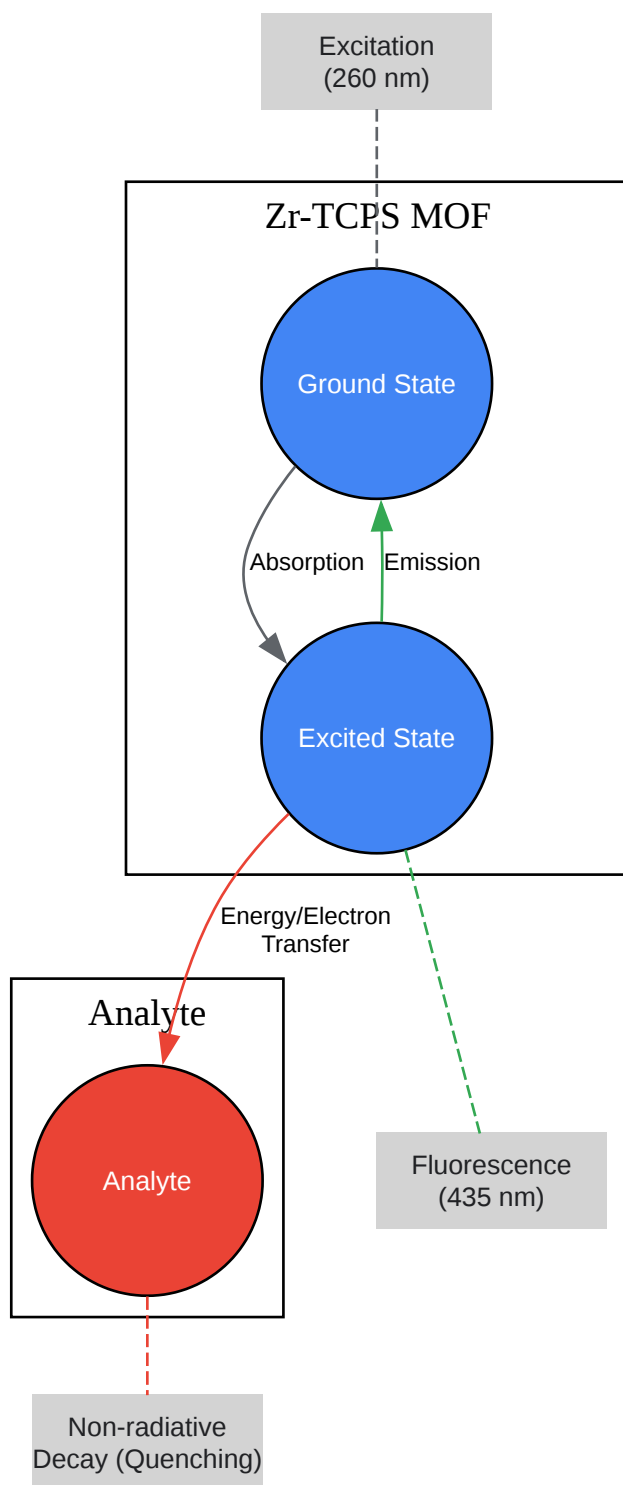 Excitation
(260 nm)
Zr-TCPS MOF
Ground State
Absorption
Emission
Excited State
Energy/Electron
Transfer
Analyte
Analyte
Fluorescence
(435 nm)
Non-radiative
Decay (Quenching)